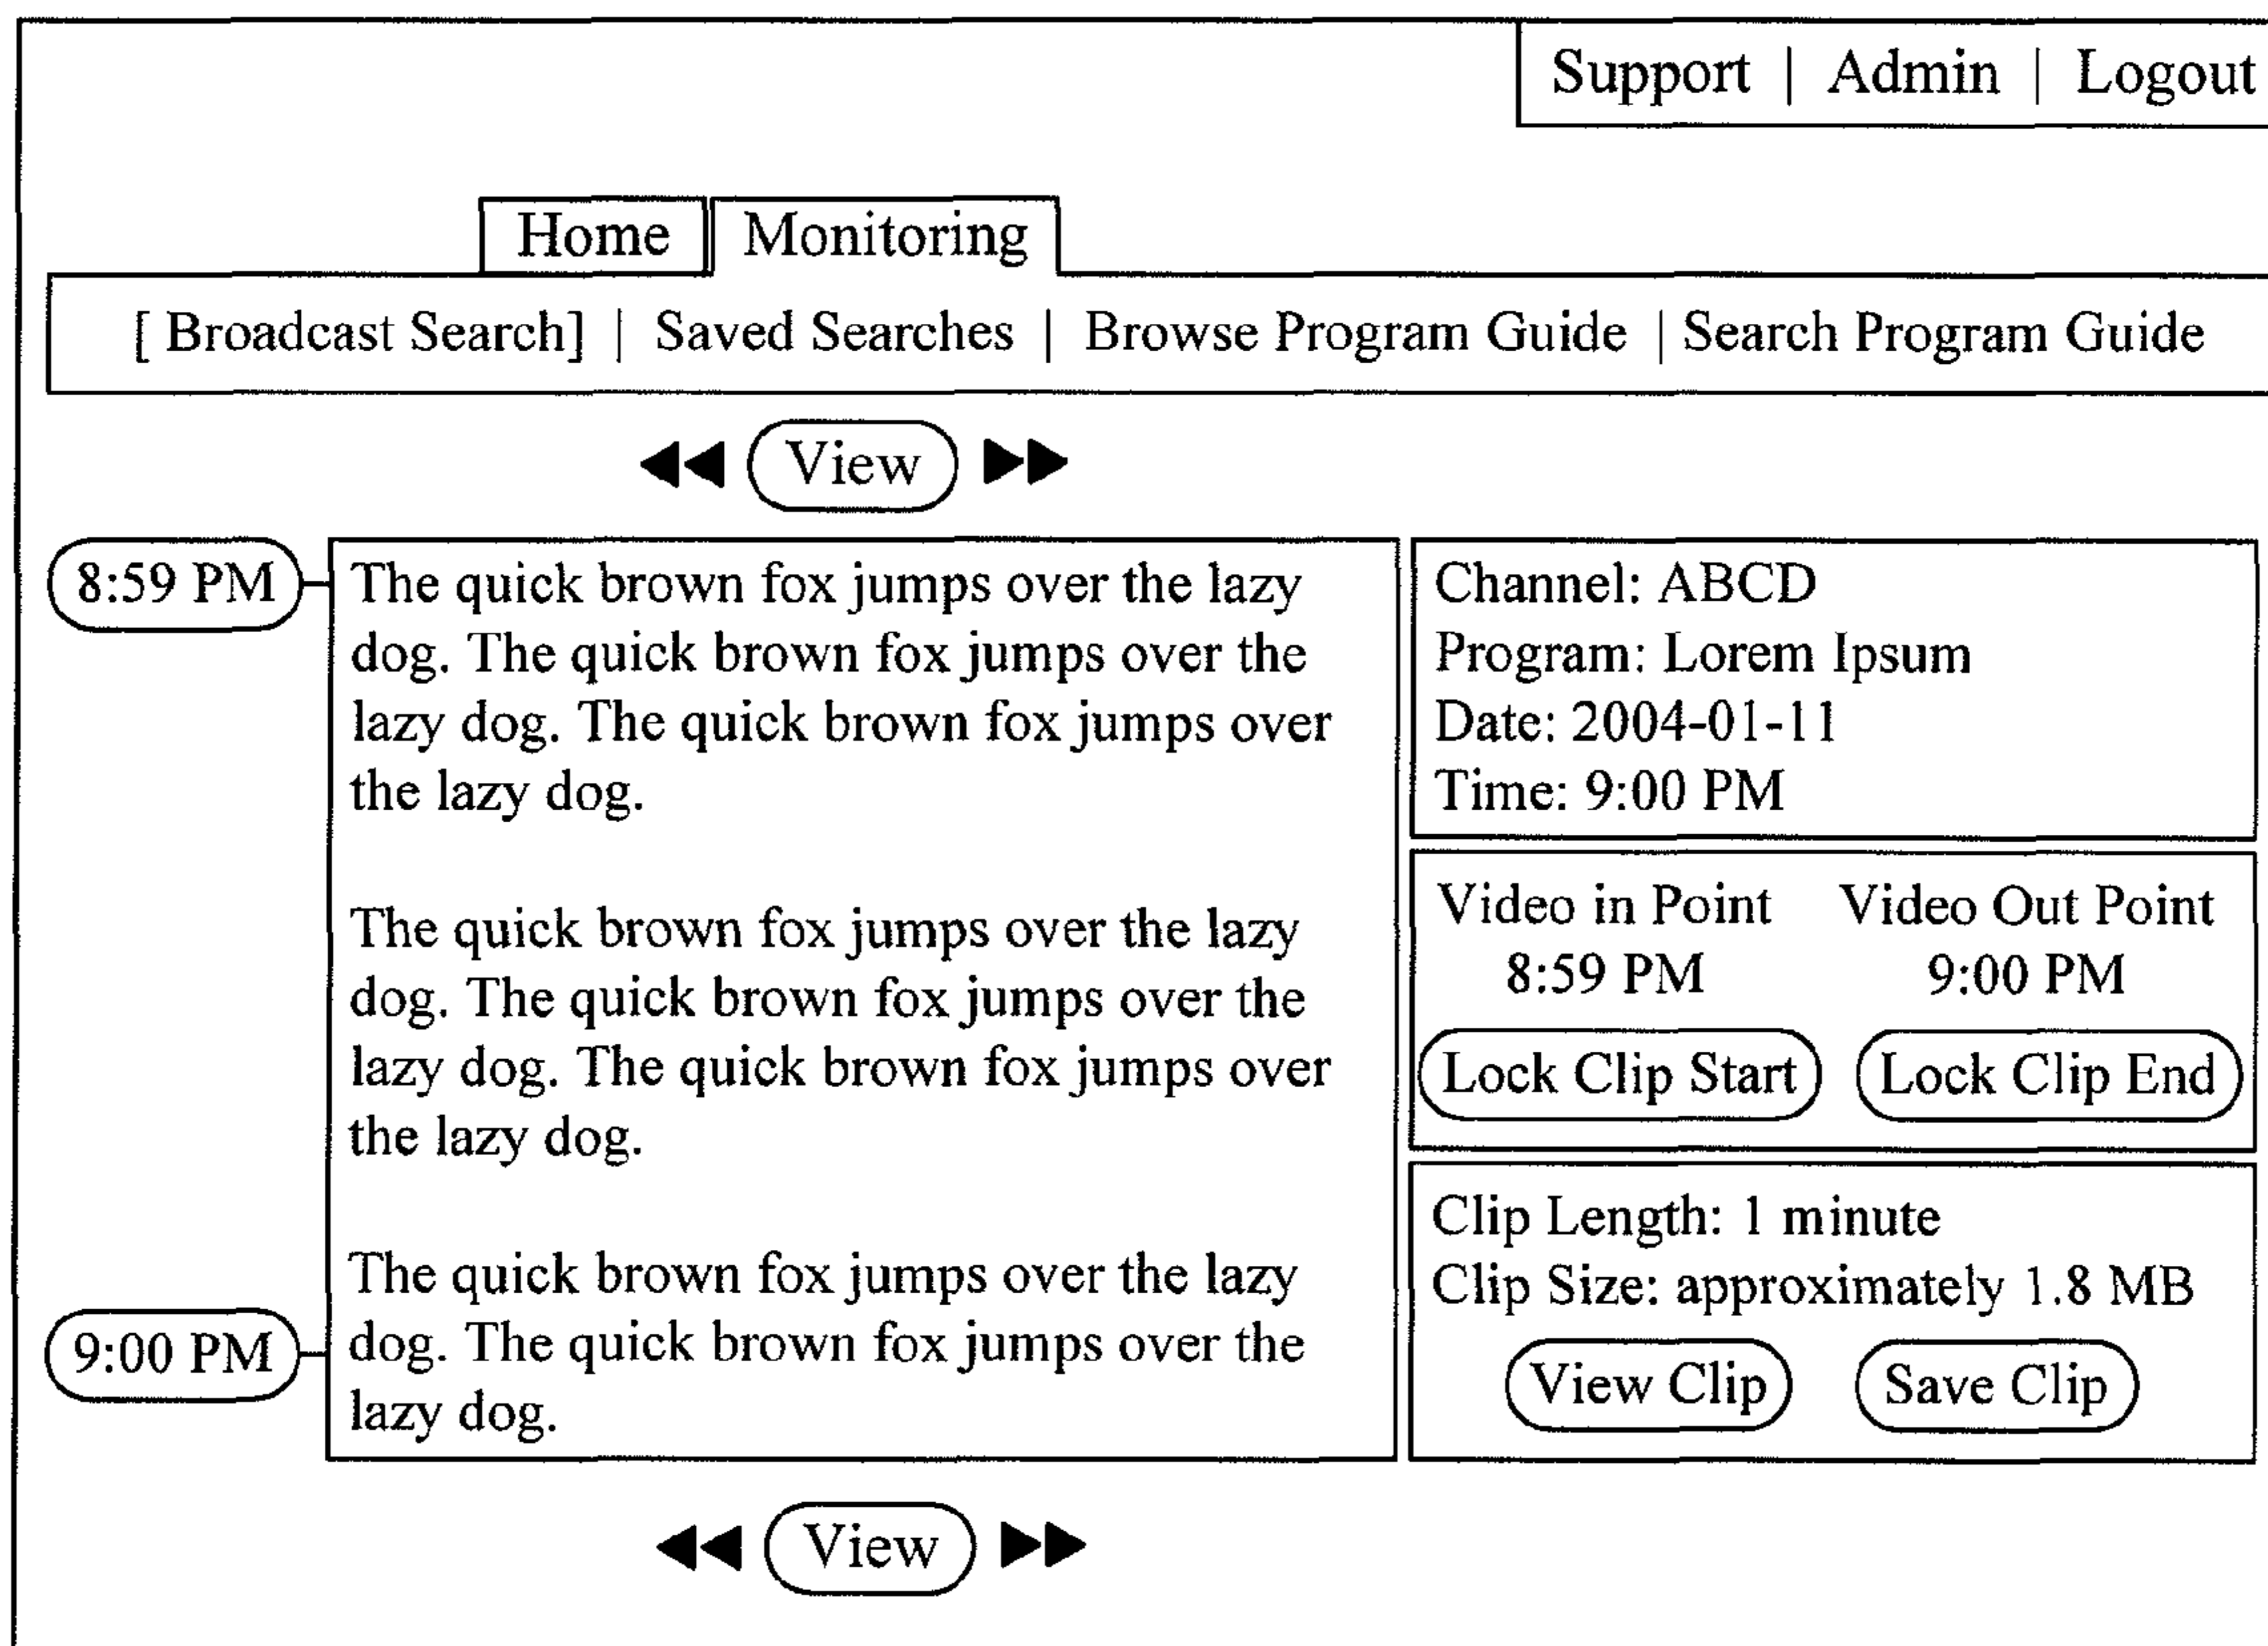 Support | Admin | Logout
Home Monitoring
[ Broadcast Search] | Saved Searches | Browse Program Guide | Search Program Guide
View
8:59 PM
The quick brown fox jumps over the lazy
dog. The quick brown fox jumps over the
lazy dog. The quick brown fox jumps over
the lazy dog.
The quick brown fox jumps over the lazy
dog. The quick brown fox jumps over the
lazy dog. The quick brown fox jumps over
the lazy dog.
The quick brown fox jumps over the lazy
9:00 PM
dog. The quick brown fox jumps over the
lazy dog.
Channel: ABCD
Program: Lorem Ipsum
Date: 2004-01-11
Time: 9:00 PM
Video in Point Video Out Point
8:59 PM 9:00 PM
Lock Clip Start Lock Clip End
Clip Length: 1 minute
Clip Size: approximately 1.8 MB
View Clip Save Clip
View